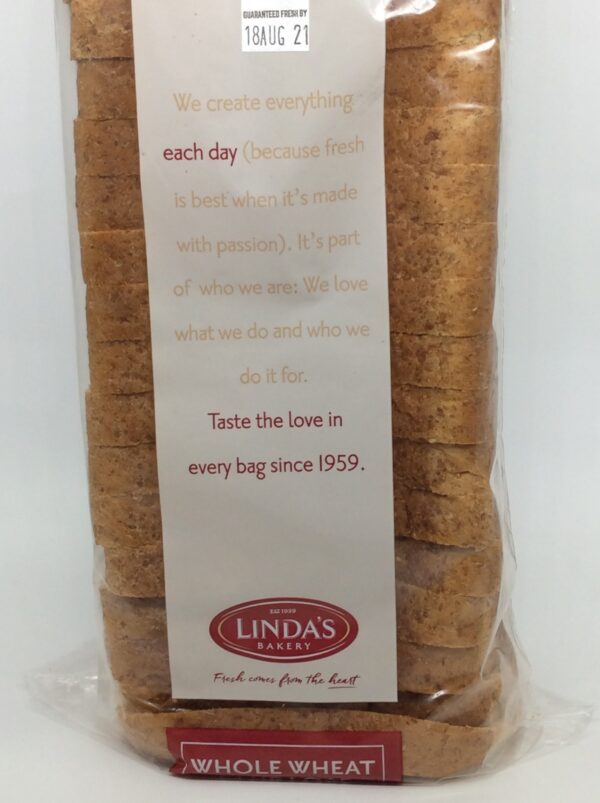 GUARANTEED FRESH BY
18AUG 21
We create everything
each day (because fresh
is best when it's made
with passion). It's part
of who we are: We love
what we do and who we
do it for.
Taste the love in
every bag since 1959.
EST 1959
LINDA'S
BAKERY
Fresh comes from the heart
WHOLE WHEAT